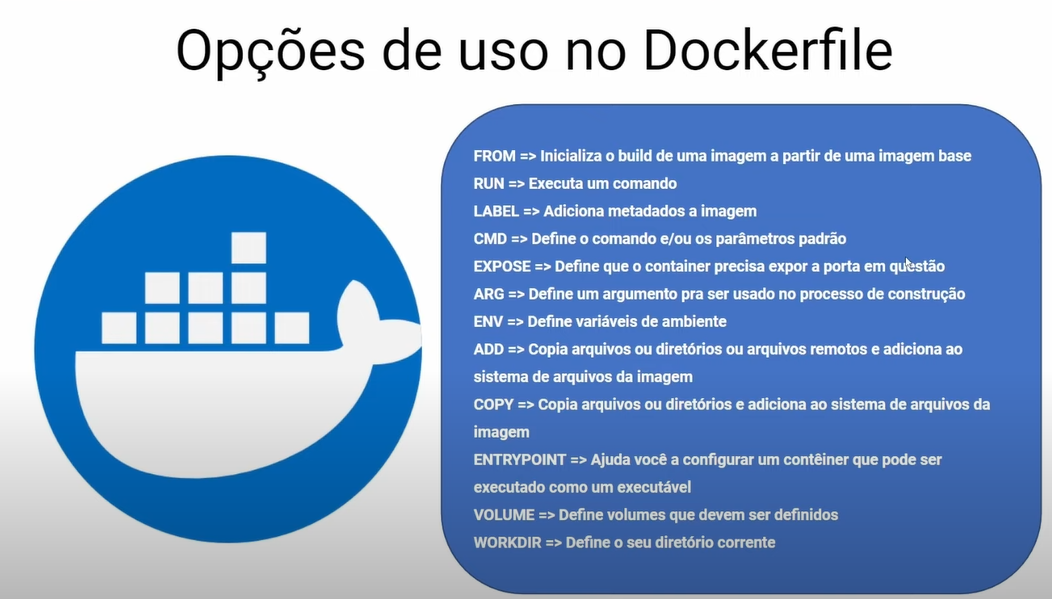 Opções de uso no Dockerfile
FROM => Inicializa o build de uma imagem a partir de uma imagem base
RUN => Executa um comando
LABEL => Adiciona metadados a imagem
CMD => Define o comando e/ou os parâmetros padrão
EXPOSE => Define que o container precisa expor a porta em questão
ARG => Define um argumento pra ser usado no processo de construção
ENV => Define variáveis de ambiente
ADD => Copia arquivos ou diretórios ou arquivos remotos e adiciona ao
sistema de arquivos da imagem
COPY => Copia arquivos ou diretórios e adiciona ao sistema de arquivos da
imagem
ENTRYPOINT => Ajuda você a configurar um contêiner que pode ser
executado como um executável
VOLUME => Define volumes que devem ser definidos
WORKDIR => Define o seu diretório corrente